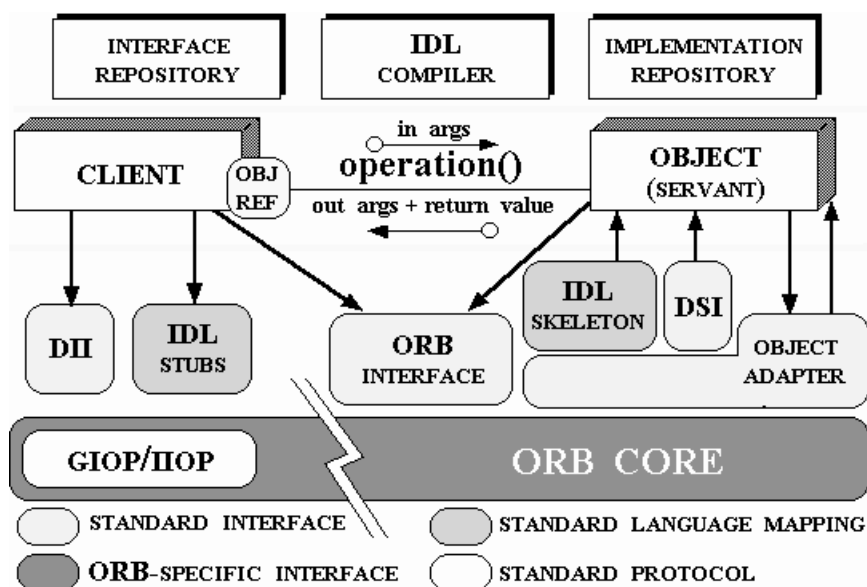 INTERFACE
REPOSITORY
IDL
COMPILER
IMPLEMENTATION
REPOSITORY
in args
CLIENT
OBJ
REF
operation()
OBJECT
(SERVANT)
out args + return value
DII
IDL
STUBS
ORB
INTERFACE
IDL
SKELETON
DSI
OBJECT
ADAPTER
GIOP/IIOP
ORB CORE
STANDARD INTERFACE
STANDARD LANGUAGE MAPPING
ORB-SPECIFIC INTERFACE
STANDARD PROTOCOL